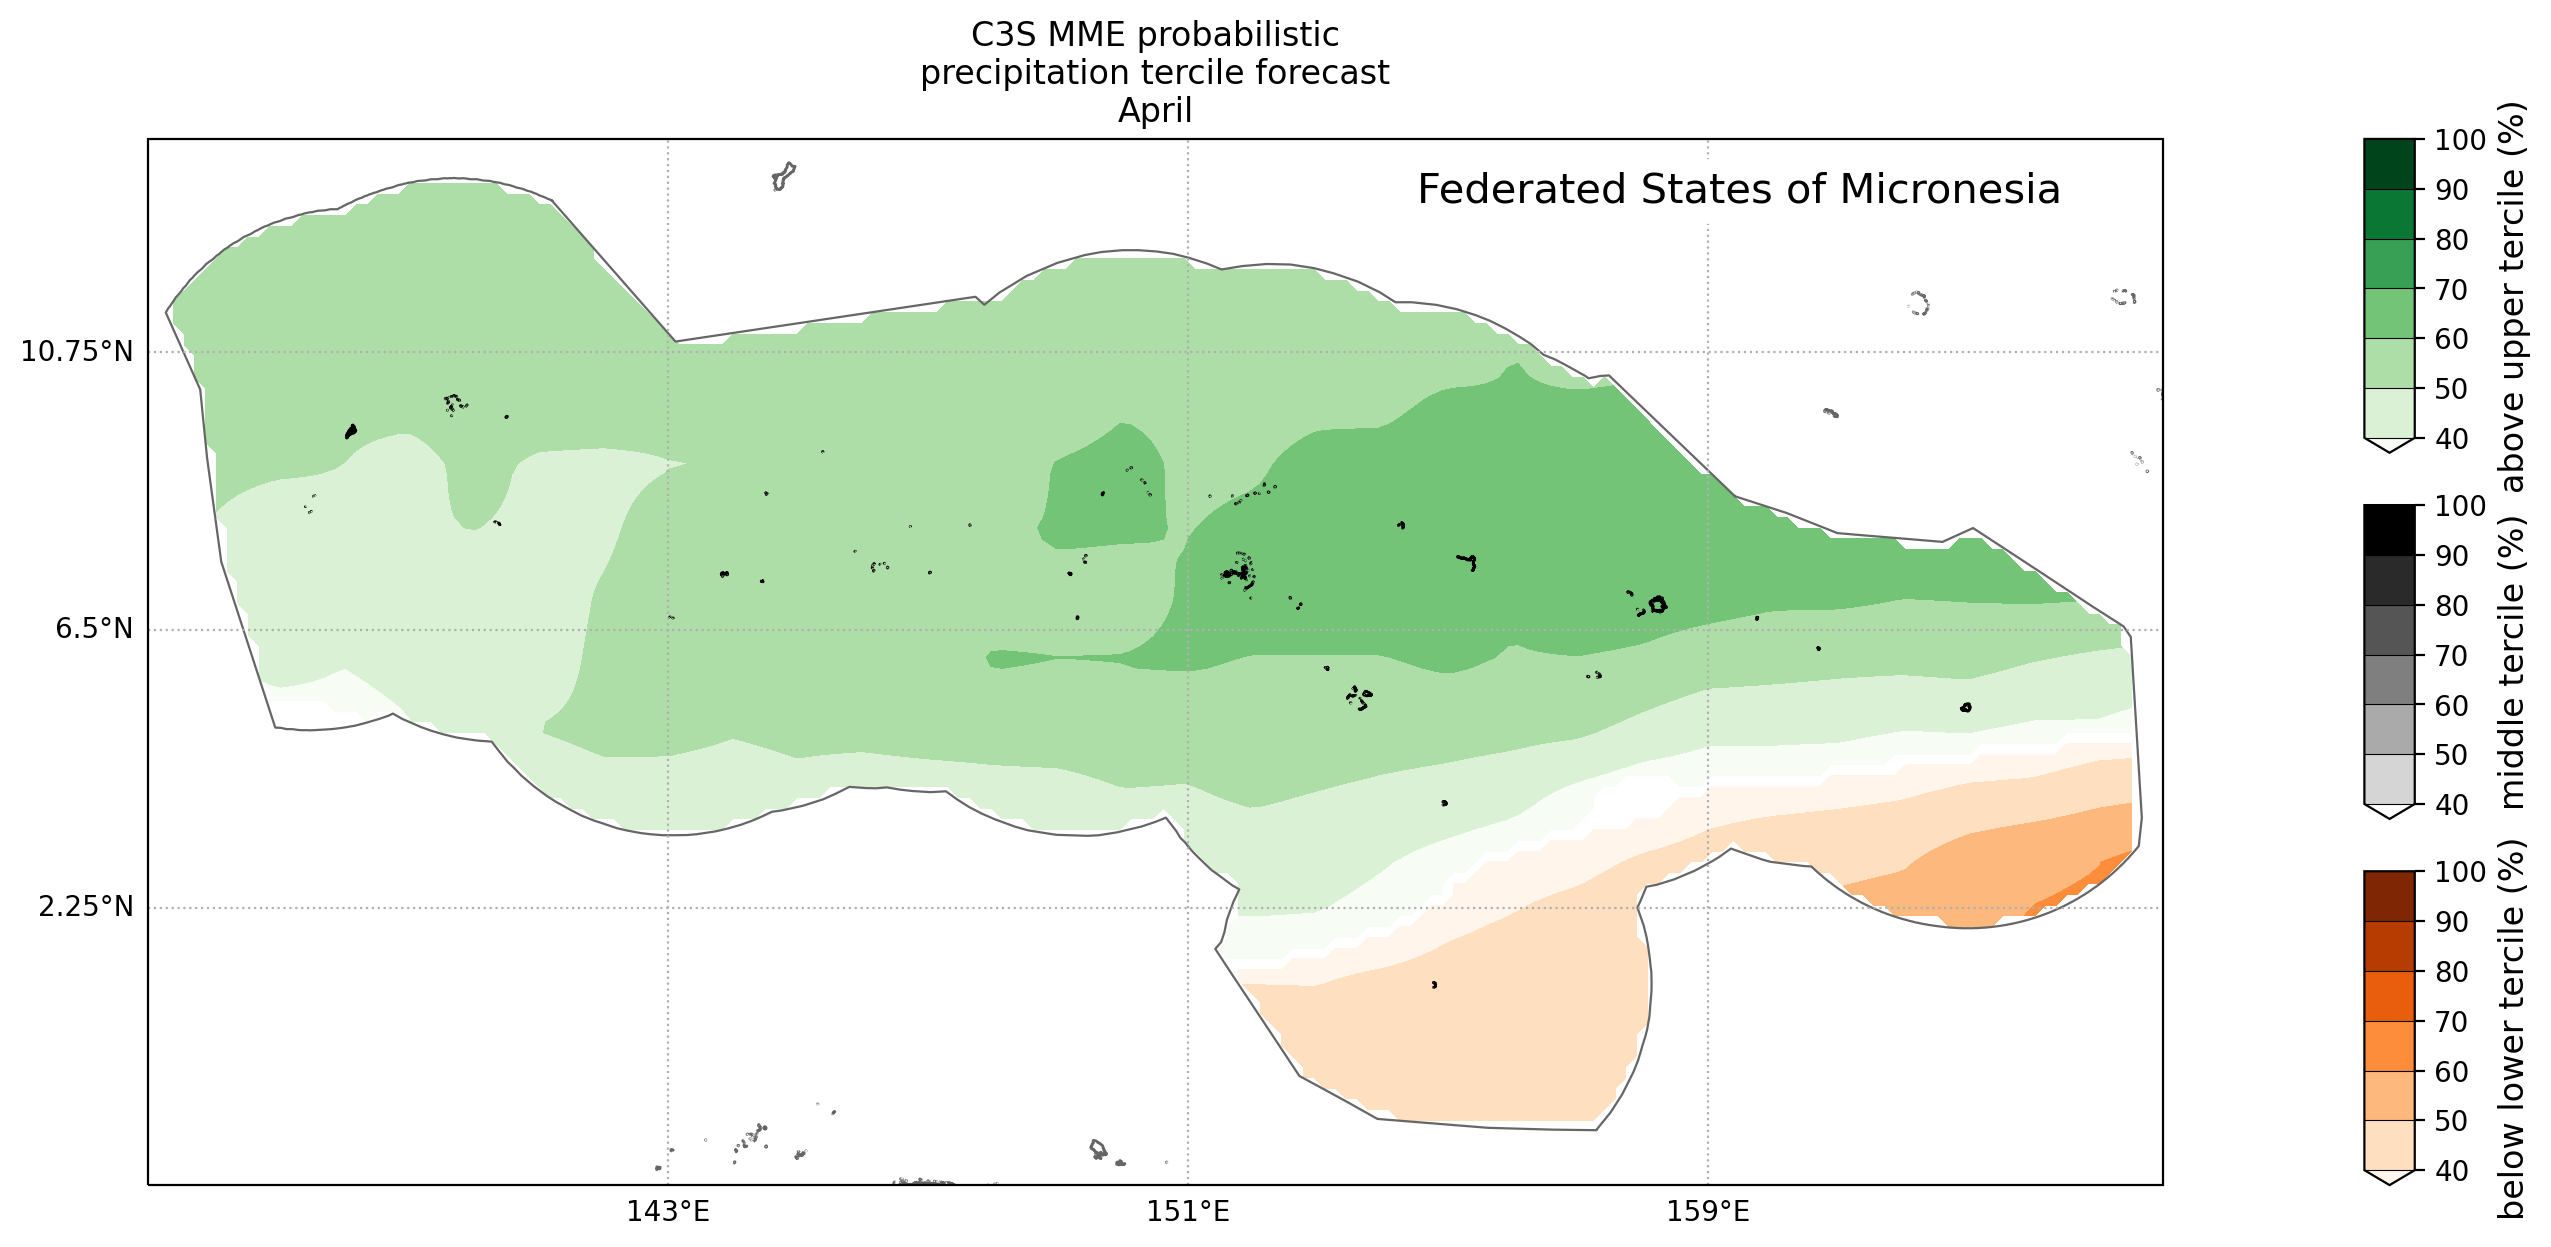 C3S MME probabilistic
precipitation tercile forecast
April
Federated States of Micronesia
10.75°N
6.5°N
2.25°N
143°E
151°E
159°E
100
90
80
70
60
50
40
above upper tercile (%)
100
90
80
70
60
50
40
middle tercile (%)
100
90
80
70
60
50
40
below lower tercile (%)